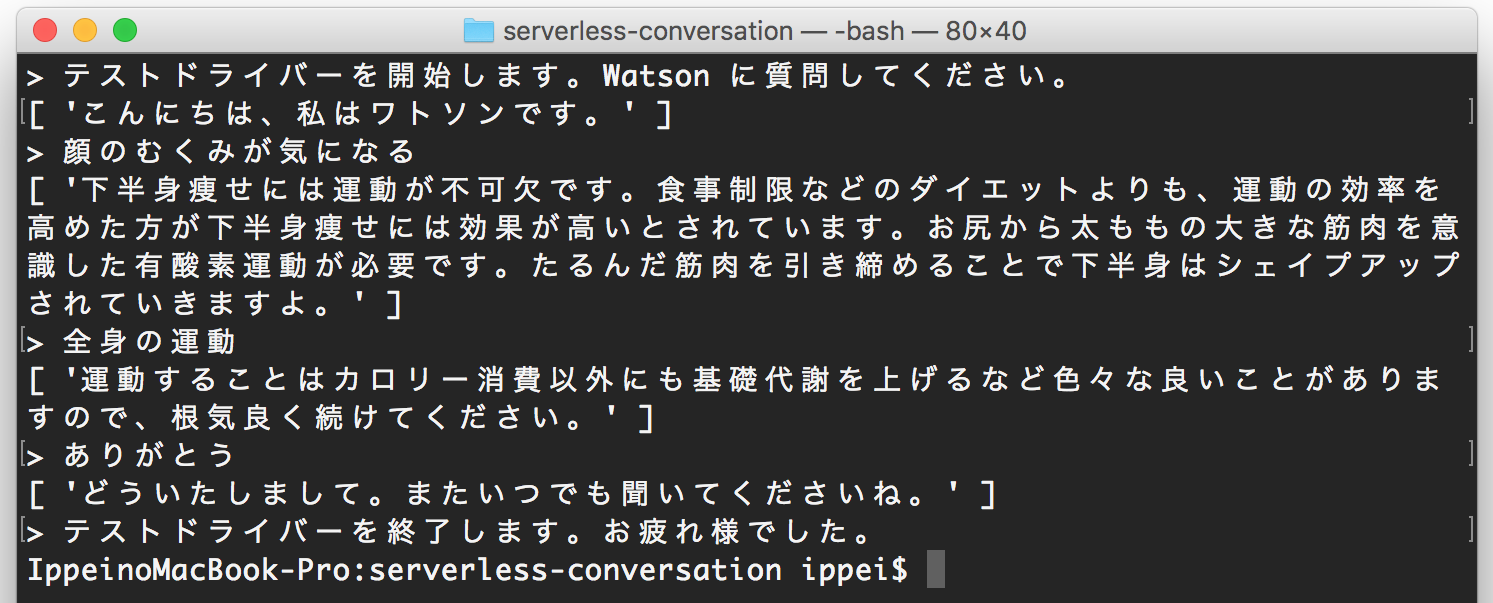 serverless-conversation — -bash — 80×40
> テストドライバーを開始します。Watson に質問してください。
[ 'こんにちは、私はワトソンです。' ]
> 顔のむくみが気になる
[ '下半身痩せには運動が不可欠です。食事制限などのダイエットよりも、運動の効率を
高めた方が下半身痩せには効果が高いとされています。お尻から太ももの大きな筋肉を意
識した有酸素運動が必要です。たるんだ筋肉を引き締めることで下半身はシェイプアップ
されていきますよ。' ]
> 全身の運動
[ '運動することはカロリー消費以外にも基礎代謝を上げるなど色々な良いことがありま
すので、根気良く続けてください。' ]
> ありがとう
[ 'どういたしまして。またいつでも聞いてくださいね。' ]
> テストドライバーを終了します。お疲れ様でした。
IppeinoMacBook-Pro:serverless-conversation ippei$